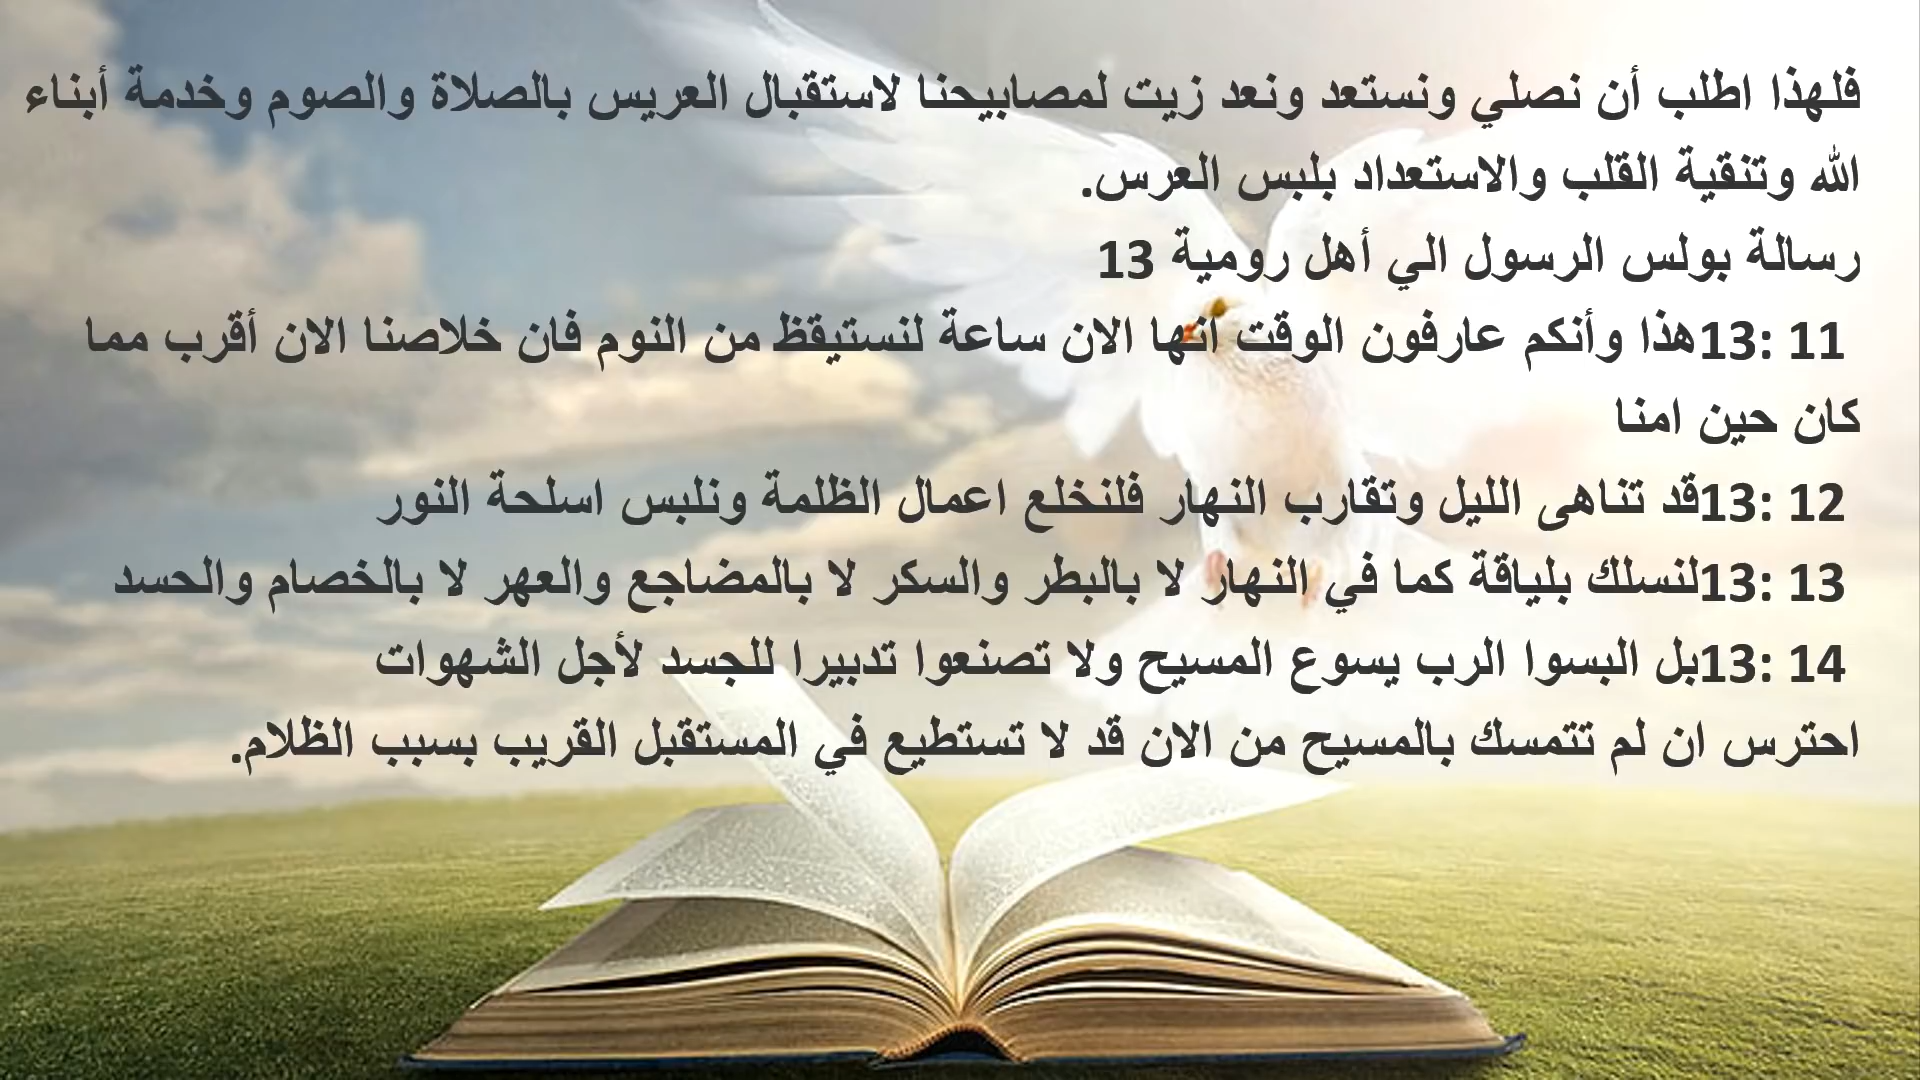 فلهذا اطلب أن نصلي ونستعد ونعد زيت لمصابيحنا لاستقبال العريس بالصلاة والصوم وخدمة أبناء
الله وتنقية القلب والاستعداد بلبس العرس.
رسالة بولس الرسول الي أهل رومية 13
13: 11هذا وأنكم عارفون الوقت انها الان ساعة لنستيقظ من النوم فان خلاصنا الان أقرب مما
كان حين امنا
13: 12قد تناهى الليل وتقارب النهار فلنخلع اعمال الظلمة ونلبس اسلحة النور
13: 13لنسلك بلياقة كما في النهار لا بالبطر والسكر لا بالمضاجع والعهر لا بالخصام والحسد
13: 14بل البسوا الرب يسوع المسيح ولا تصنعوا تدبيرا للجسد لأجل الشهوات
احترس ان لم تتمسك بالمسيح من الان قد لا تستطيع في المستقبل القريب بسبب الظلام.